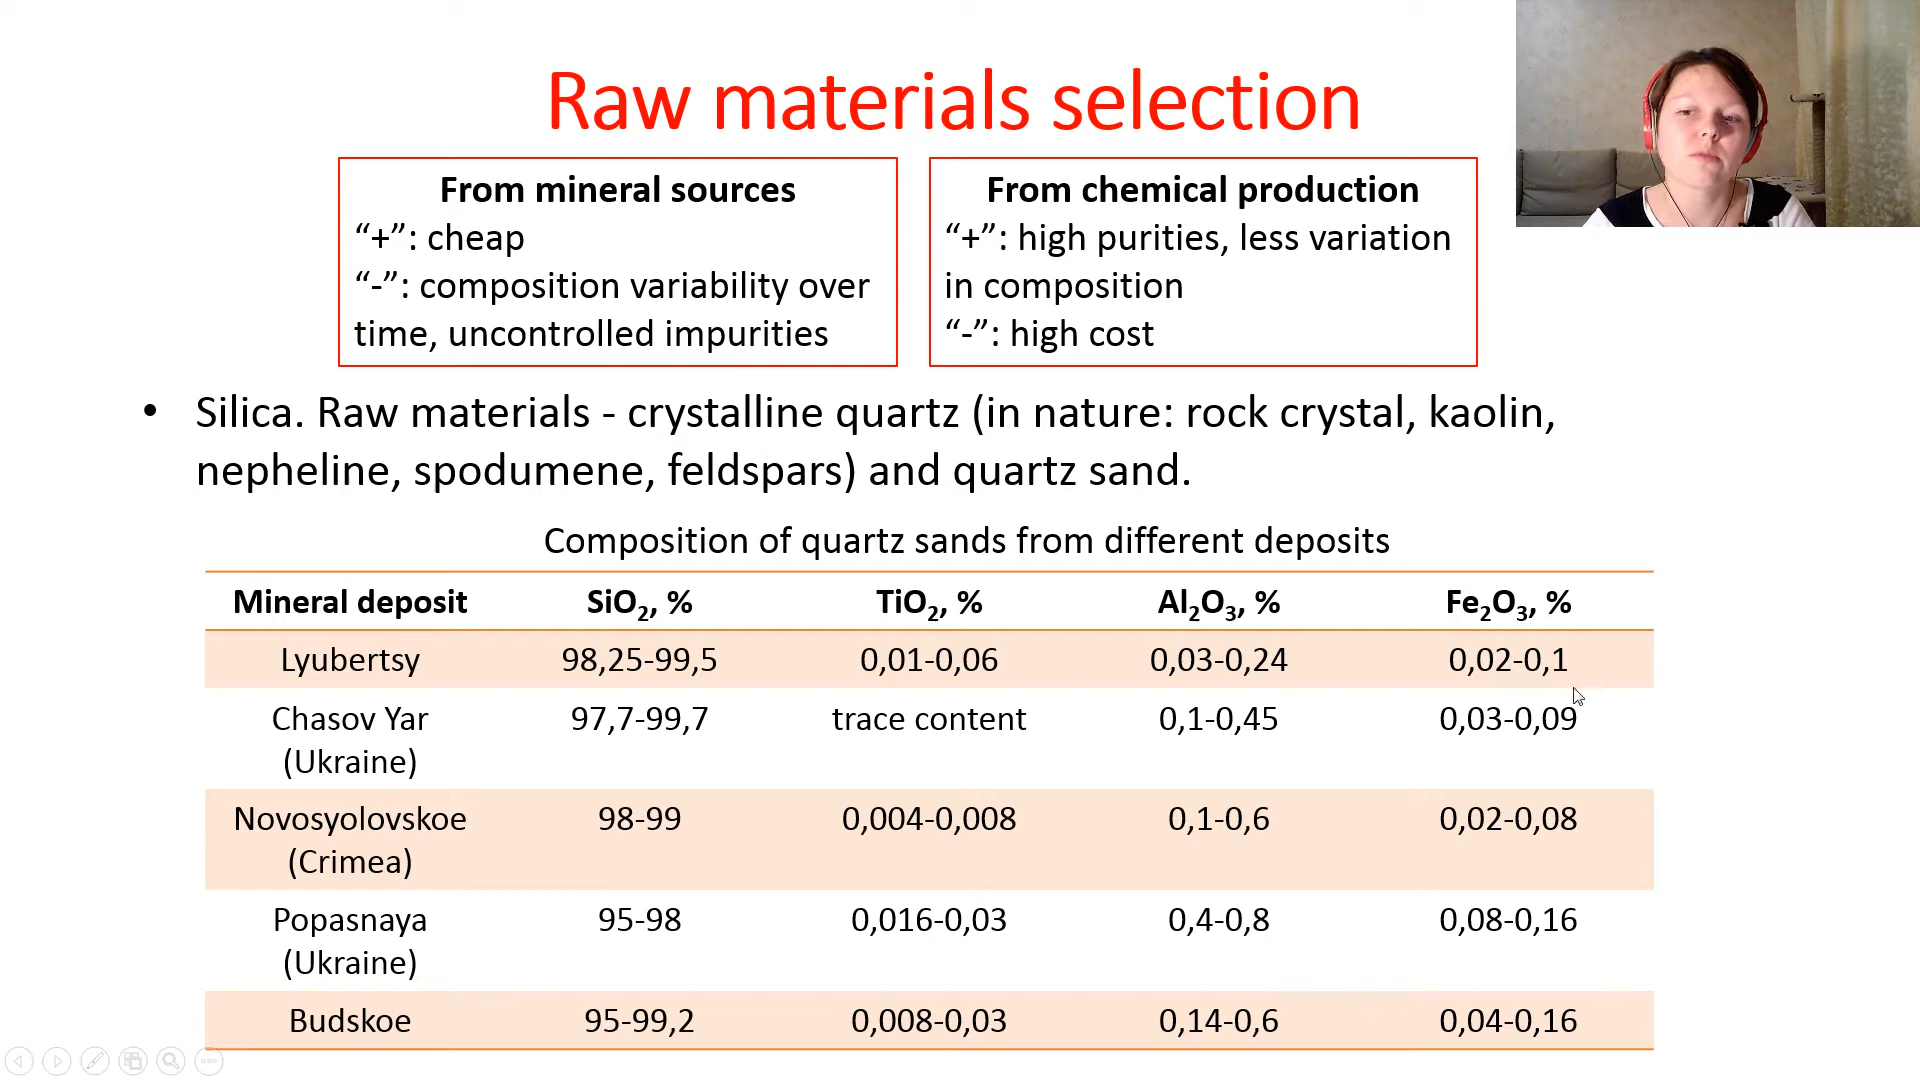 Raw materials selection
From mineral sources
“+”: cheap
“-”: composition variability over
time, uncontrolled impurities
From chemical production
“+”: high purities, less variation
in composition
“-”: high cost
• Silica. Raw materials - crystalline quartz (in nature: rock crystal, kaolin,
nepheline, spodumene, feldspars) and quartz sand.
Composition of quartz sands from different deposits
Mineral deposit SiO2, % TiO2, % Al2O3, % Fe2O3, %
Lyubertsy 98,25-99,5 0,01-0,06 0,03-0,24 0,02-0,1
Chasov Yar 97,7-99,7 trace content 0,1-0,45 0,03-0,09
(Ukraine)
Novosyolovskoe 98-99 0,004-0,008 0,1-0,6 0,02-0,08
(Crimea)
Popasnaya 95-98 0,016-0,03 0,4-0,8 0,08-0,16
(Ukraine)
Budskoe 95-99,2 0,008-0,03 0,14-0,6 0,04-0,16